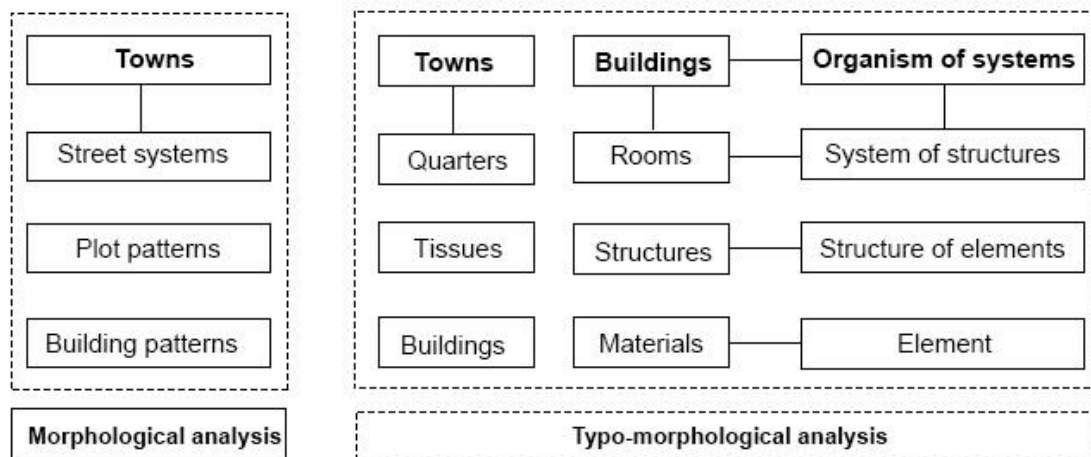 Towns
Street systems
Plot patterns
Building patterns
Morphological analysis
Towns
Buildings
Organism of systems
Quarters
Rooms
System of structures
Tissues
Structures
Structure of elements
Buildings
Materials
Element
Typo-morphological analysis